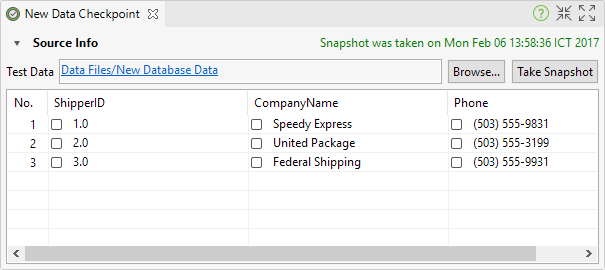 New Data Checkpoint
Source Info
Snapshot was taken on Mon Feb 06 13:58:36 ICT 2017
Test Data Data Files/New Database Data Browse... Take Snapshot
No. ShipperID CompanyName Phone
1 1.0 Speedy Express (503) 555-9831
2 2.0 United Package (503) 555-3199
3 3.0 Federal Shipping (503) 555-9931